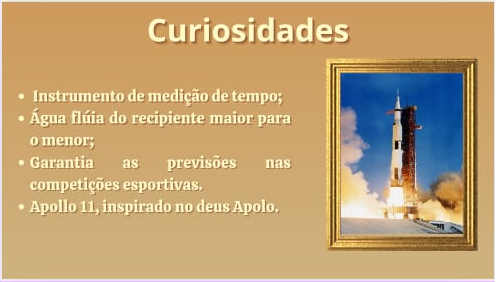 Curiosidades
• Instrumento de medição de tempo;
• Água flúía do recipiente maior para
o menor;
• Garantia as previsões nas
competições esportivas.
• Apollo 11, inspirado no deus Apolo.